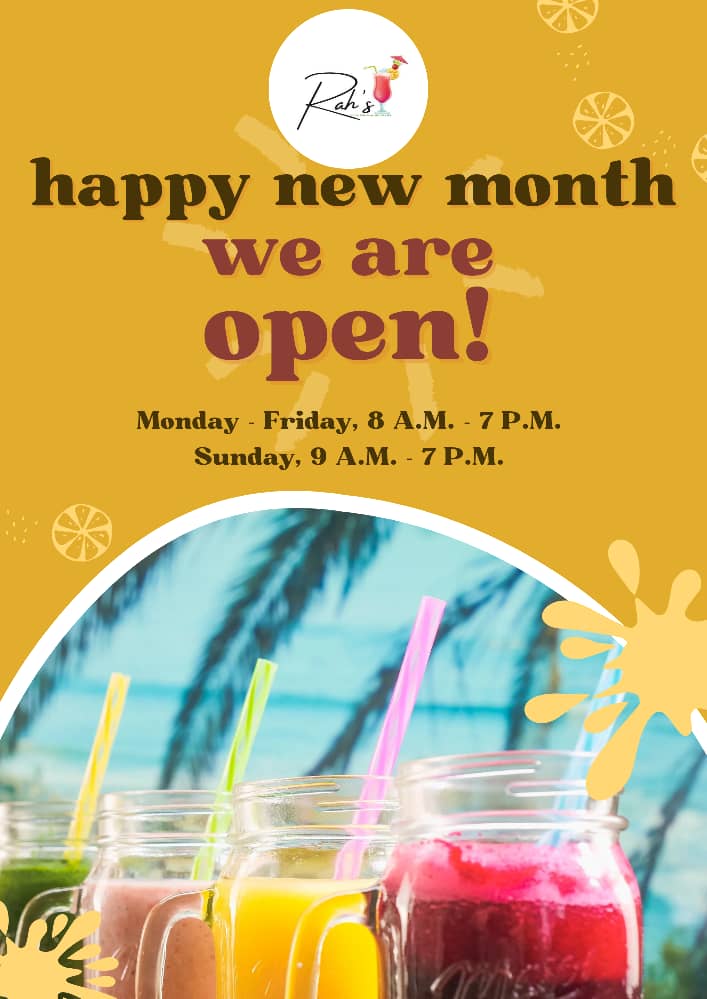 Rah's
happy new month
we are
open!
Monday - Friday, 8 A.M. - 7 P.M.
Sunday, 9 A.M. - 7 P.M.